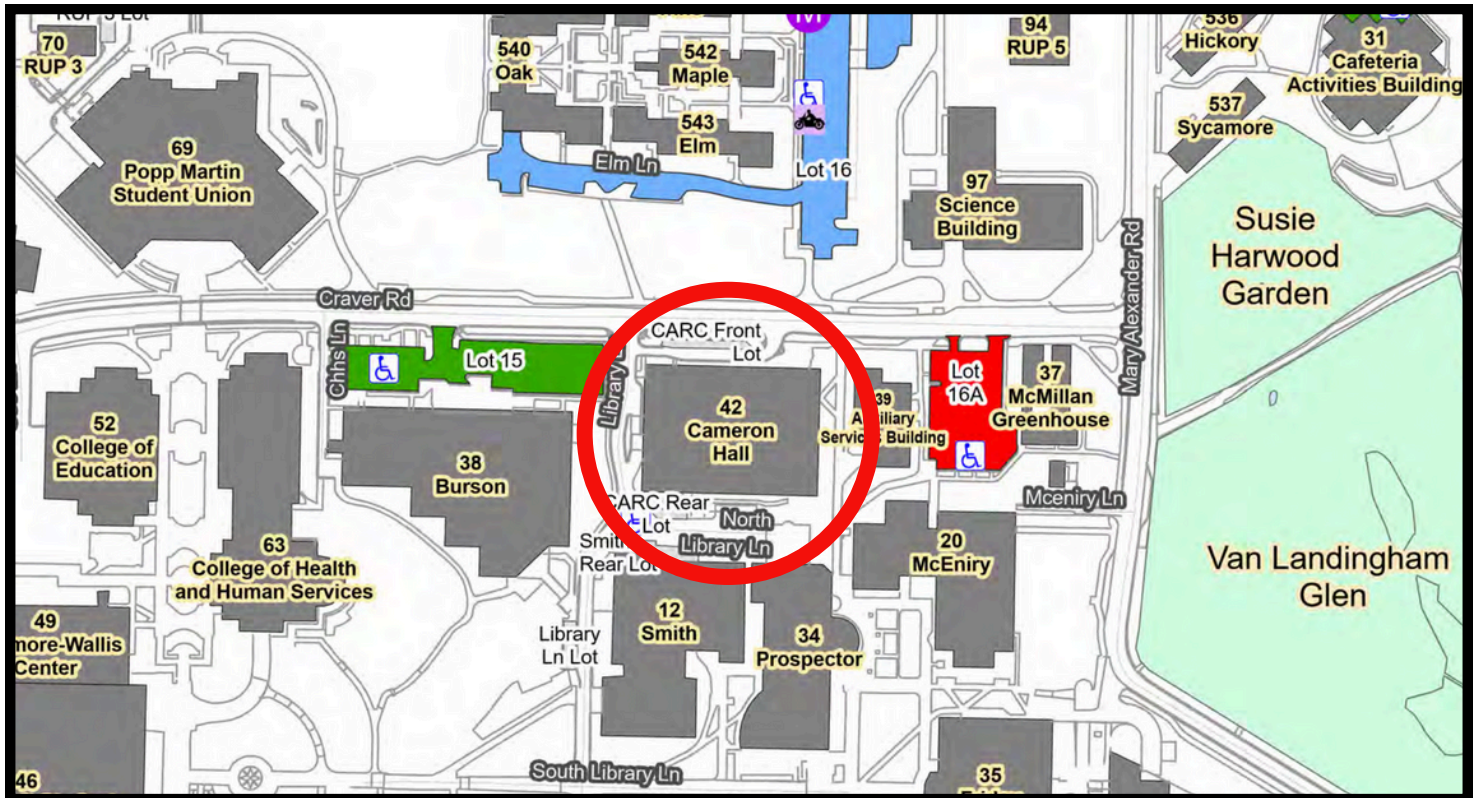 70
RUP 3
94
RUP 5
536
Hickory
31
Cafeteria
Activities Building
540
Oak
542
Maple
543
Elm
537
Sycamore
69
Popp Martin
Student Union
Elm Ln
Lot 16
97
Science
Building
Susie
Harwood
Garden
Mary Alexander Rd
Craver Rd
CARC Front
Lot
Chhs Ln
Lot 15
Library
Lot
16A
37
McMillan
Greenhouse
52
College of
Education
38
Burson
42
Cameron
Hall
39
Services Building
CARC Rear
Lot
North
Library Ln
Mceniry Ln
Rear Lot
63
College of Health
and Human Services
20
McEniry
Van Landingham
Glen
49
Center
12
Smith
34
Prospector
Library
Ln Lot
South Library Ln
46
35